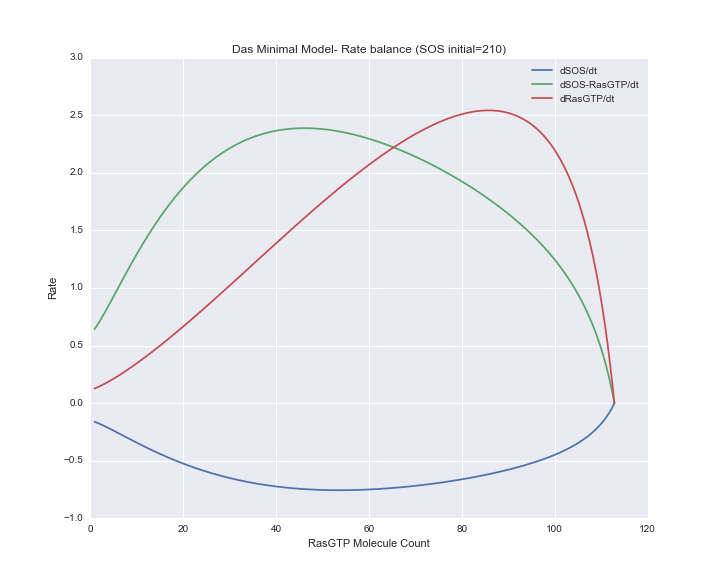 Das Minimal Model- Rate balance (SOS initial=210)
3.0
dSOS/dt
dSOS-RasGTP/dt
dRasGTP/dt
2.5
2.0
1.5
1.0
Rate
0.5
0.0
−0.5
−1.0
0 20 40 60 80 100 120
RasGTP Molecule Count